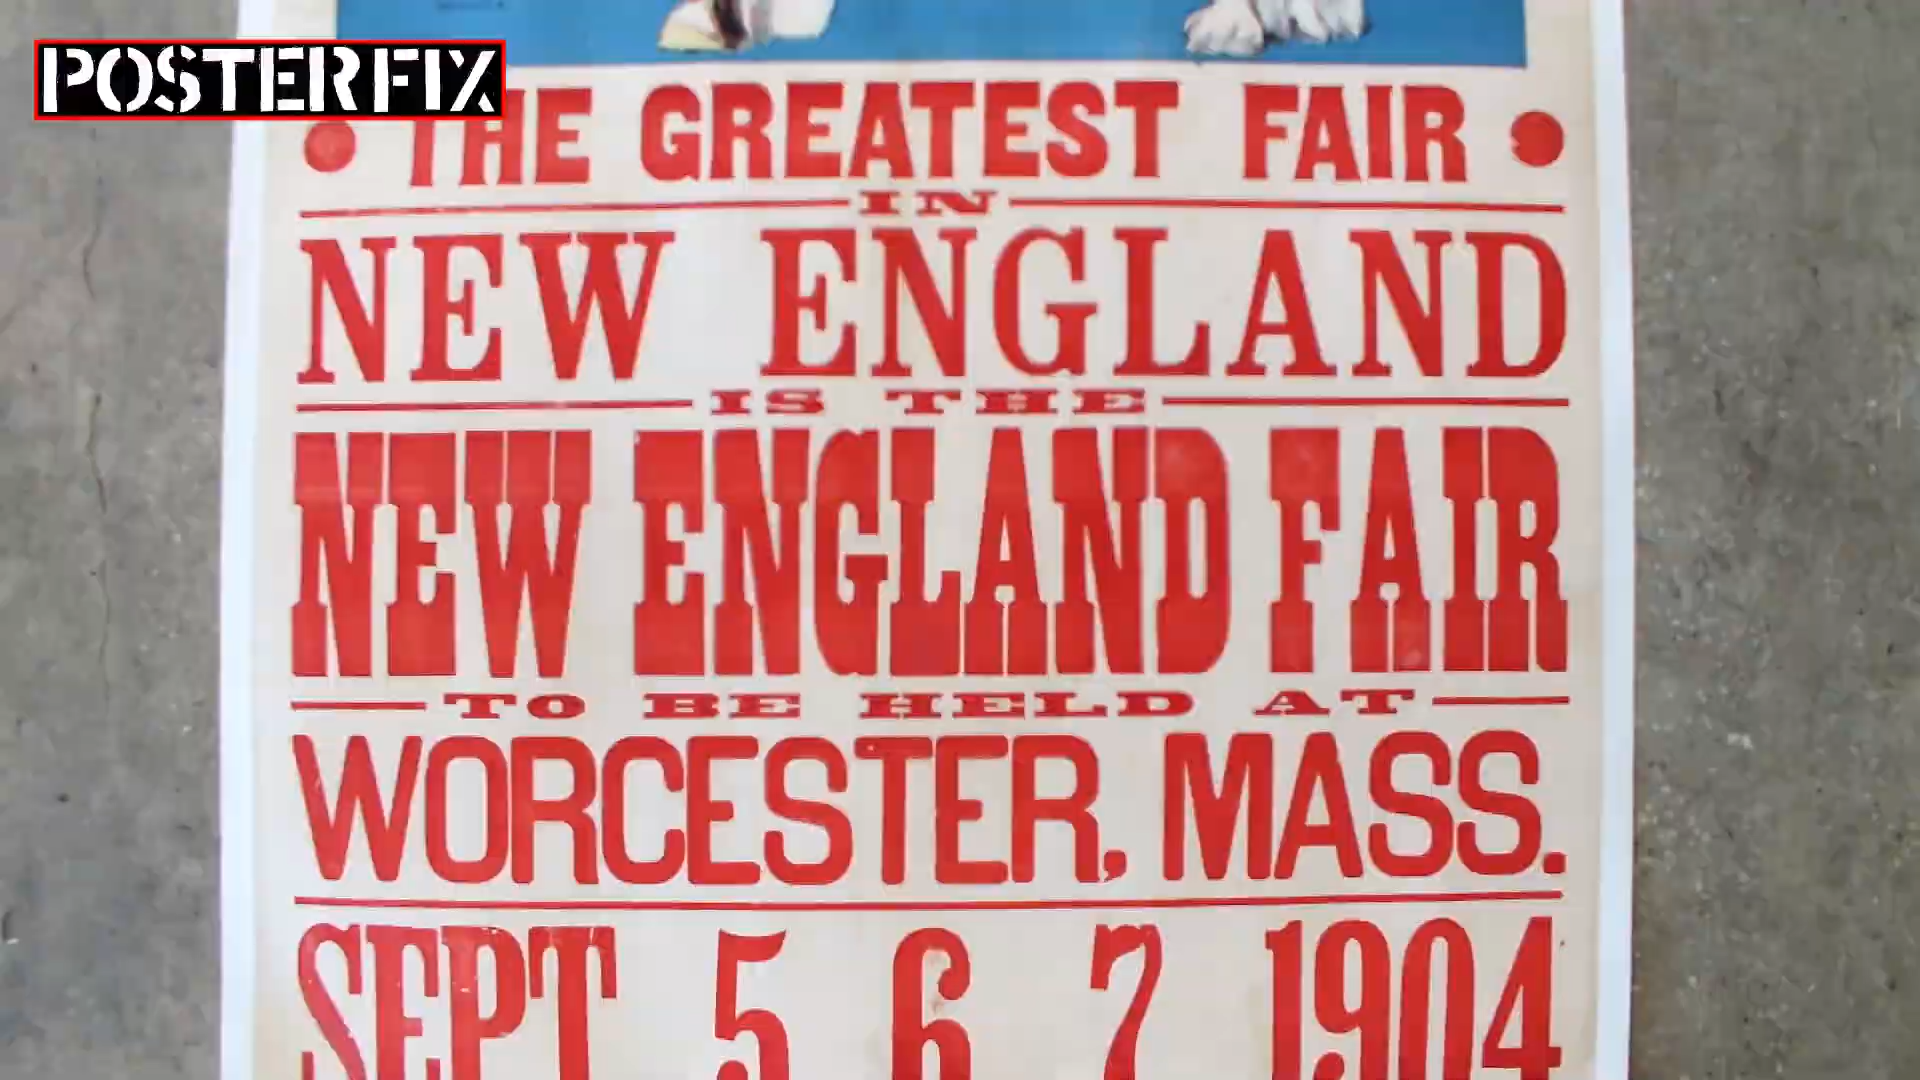 POSTERFIX
• THE GREATEST FAIR •
IN
NEW ENGLAND
IS THE
NEW ENGLAND FAIR
TO BE HELD AT
WORCESTER, MASS.
SEPT 5 6 7 1904